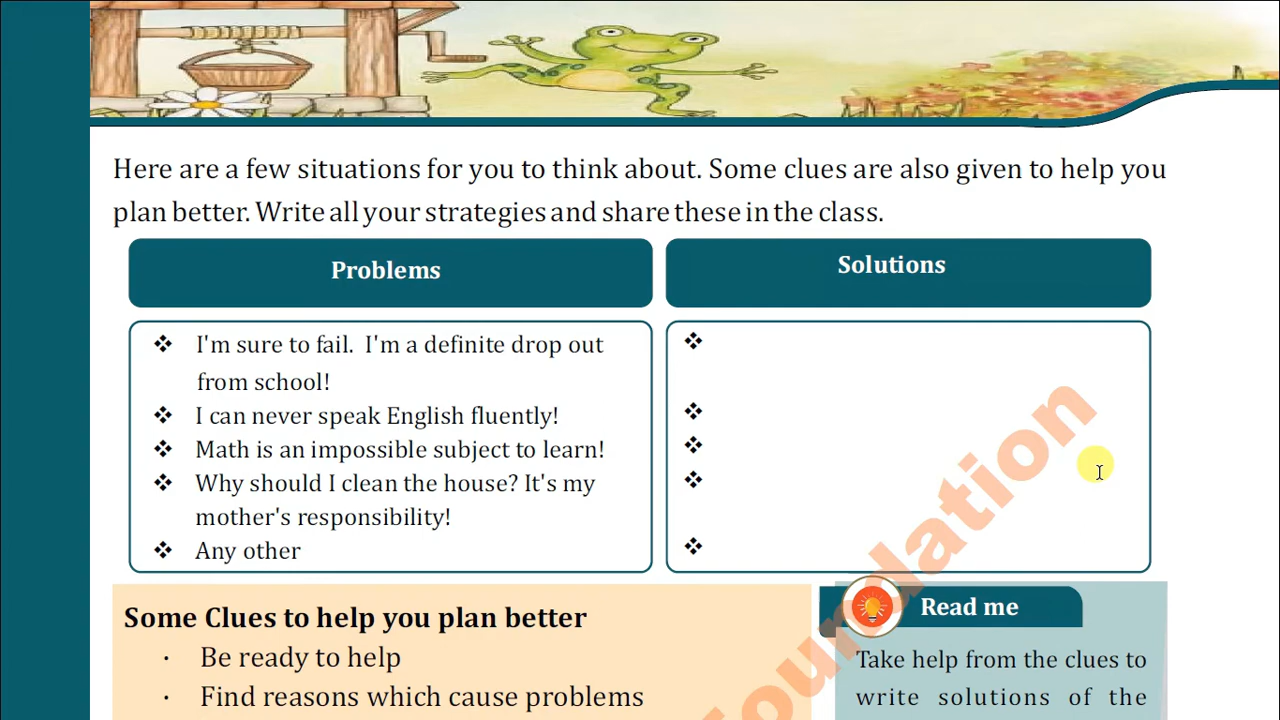 Here are a few situations for you to think about. Some clues are also given to help you
plan better. Write all your strategies and share these in the class.
Problems
Solutions
❖ I'm sure to fail. I'm a definite drop out
from school!
❖ I can never speak English fluently!
❖ Math is an impossible subject to learn!
❖ Why should I clean the house? It's my
mother's responsibility!
❖ Any other
❖
❖
❖
❖
❖
Some Clues to help you plan better
· Be ready to help
· Find reasons which cause problems
Read me
Take help from the clues to
write solutions of the
Foundation